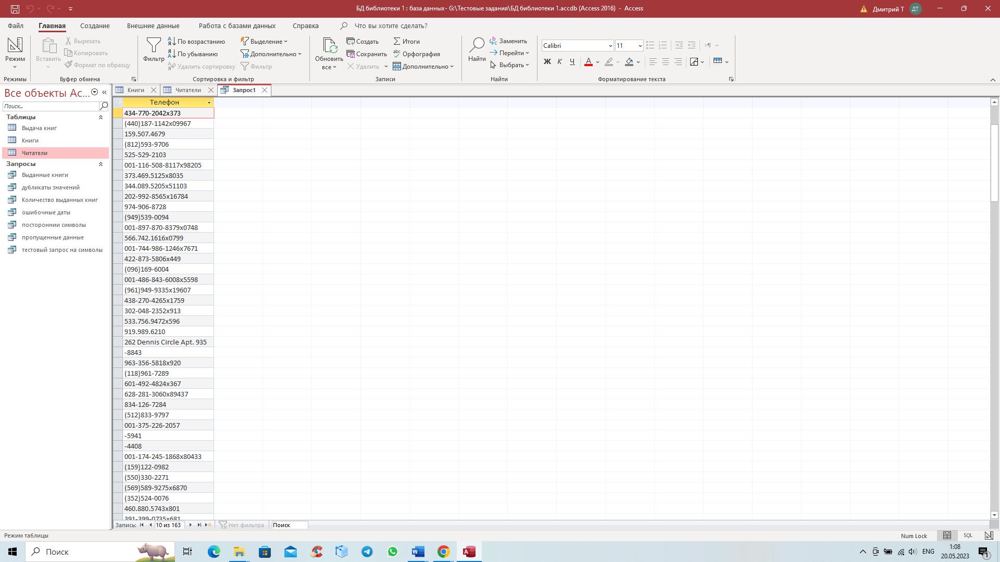 БД библиотеки 1 : база данных- G:\Тестовые задания\БД библиотеки 1.accdb (Access 2016) - Access
Дмитрий Т
ДТ
Файл
Главная
Создание
Внешние данные
Работа с базами данных
Справка
Что вы хотите сделать?
Режим
Режимы
Вставить
Вырезать
Копировать
Формат по образцу
Буфер обмена
Фильтр
По возрастанию
По убыванию
Удалить сортировку
Выделение
Дополнительно
Фильтр
Сортировка и фильтр
Обновить
все
Создать
Сохранить
Удалить
Итоги
Орфография
Дополнительно
Записи
Найти
Заменить
Перейти
Выбрать
Найти
Calibri
11
Ж К Ч А
Форматирование текста
Все объекты Ac...
Поиск...
Таблицы
Выдача книг
Книги
Читатели
Запросы
Выданные книги
дубликаты значений
Количество выданных книг
ошибочные даты
постороннии символы
пропущенные данные
тестовый запрос на символы
Книги
Читатели
Запрос1
Телефон
434-770-2042x373
(440)187-1142x09967
159.507.4679
(812)593-9706
525-529-2103
001-116-508-8117x98205
373.469.5125x8035
344.089.5205x51103
202-992-8565x16784
974-906-8728
(949)539-0094
001-897-870-8379x0748
566.742.1616x0799
001-744-986-1246x7671
422-873-5806x449
(096)169-6004
001-486-843-6008x5598
(961)949-9335x19607
438-270-4265x1759
302-048-2352x913
533.756.9472x596
919.989.6210
262 Dennis Circle Apt. 935
-8843
963-356-5818x920
(118)961-7289
601-492-4824x367
628-281-3060x89437
834-126-7284
(512)833-9797
001-375-226-2057
-5941
-4408
001-174-245-1868x80433
(159)122-0982
(550)330-2271
(569)589-9275x6870
(352)524-0076
460.880.5743x801
391-399-0735x681
Запись:
10 из 163
Нет фильтра
Поиск
Режим таблицы
Num Lock
SQL
Поиск
ENG
1:08
20.05.2023
1